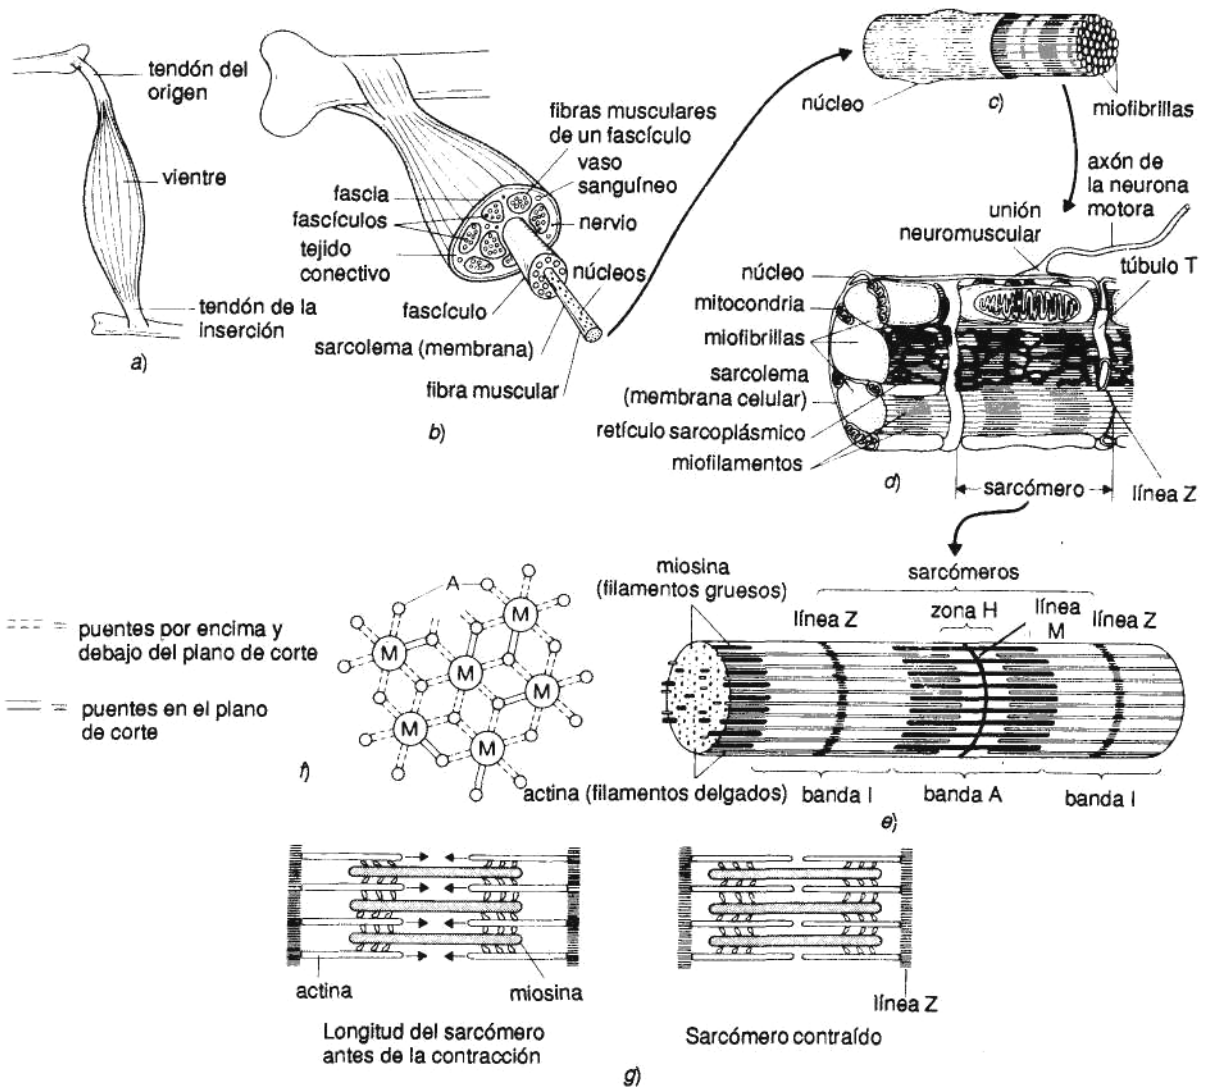 tendón del
origen
vientre
tendón de la
inserción
a)
fibras musculares
de un fascículo
vaso
sanguíneo
fascia
fascículos
nervio
tejido
conectivo
núcleos
fascículo
sarcolema (membrana)
fibra muscular
b)
núcleo
c)
miofibrillas
axón de
la neurona
motora
unión
neuromuscular
túbulo T
núcleo
mitocondria
miofibrillas
sarcolema
(membrana celular)
retículo sarcoplásmico
miofilamentos
d)
sarcómero
línea Z
miosina
(filamentos gruesos)
sarcómeros
línea Z
zona H
línea
M
línea Z
actina (filamentos delgados)
banda I
banda A
banda I
e)
puentes por encima y
debajo del plano de corte
puentes en el plano
de corte
A
M
M
M
M
M
M
f)
actina
miosina
línea Z
Longitud del sarcómero
antes de la contracción
Sarcómero contraído
g)